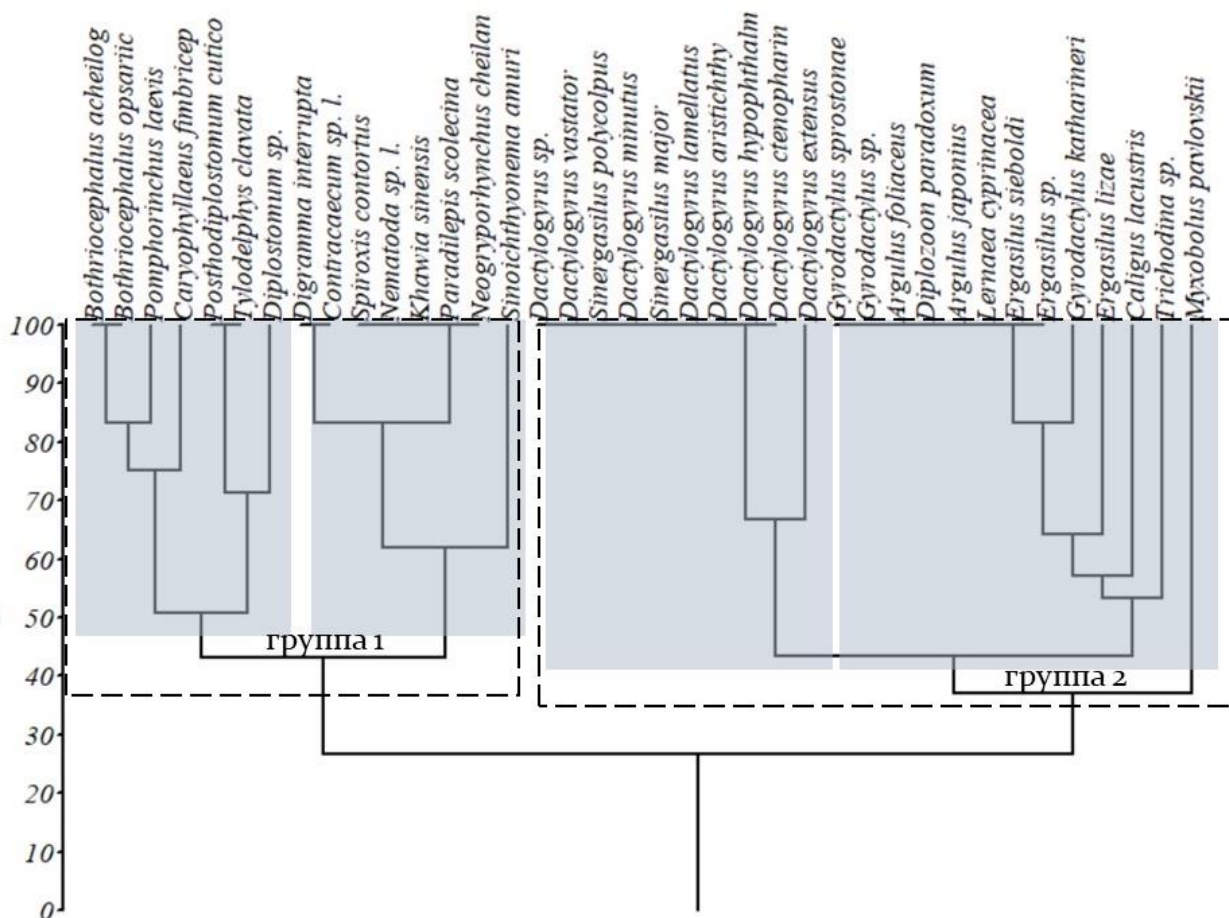 Bothriocephalus acheilog
Bothriocephalus opsariic
Pomphorinchus laevis
Caryophyllaeus fimbricep
Posthodiplostomum cutico
Tylodelphys clavata
Diplostomum sp.
Digramma interrupta
Contracaecum sp. l.
Spiroxis contortus
Nematoda sp. l.
Khawia sinensis
Paradilepis scolecina
Neogryporhynchus cheilan
Sinoichthyonema amuri
Dactylogyrus sp.
Dactylogyrus vastator
Sinergasilus polycolpus
Dactylogyrus minutus
Sinergasilus major
Dactylogyrus lamellatus
Dactylogyrus aristichthy
Dactylogyrus hypophthalm
Dactylogyrus ctenopharin
Dactylogyrus extensus
Gyrodactylus sprostonae
Gyrodactylus sp.
Argulus foliaceus
Diplozoon paradoxum
Argulus japonius
Lernaea cyprinacea
Ergasilus sieboldi
Ergasilus sp.
Gyrodactylus kathari​neri
Ergasilus lizae
Caligus lacustris
Trichodina sp.
Myxobolus pavlovskii
100
90
80
70
60
50
40
30
20
10
0
группа 1
группа 2